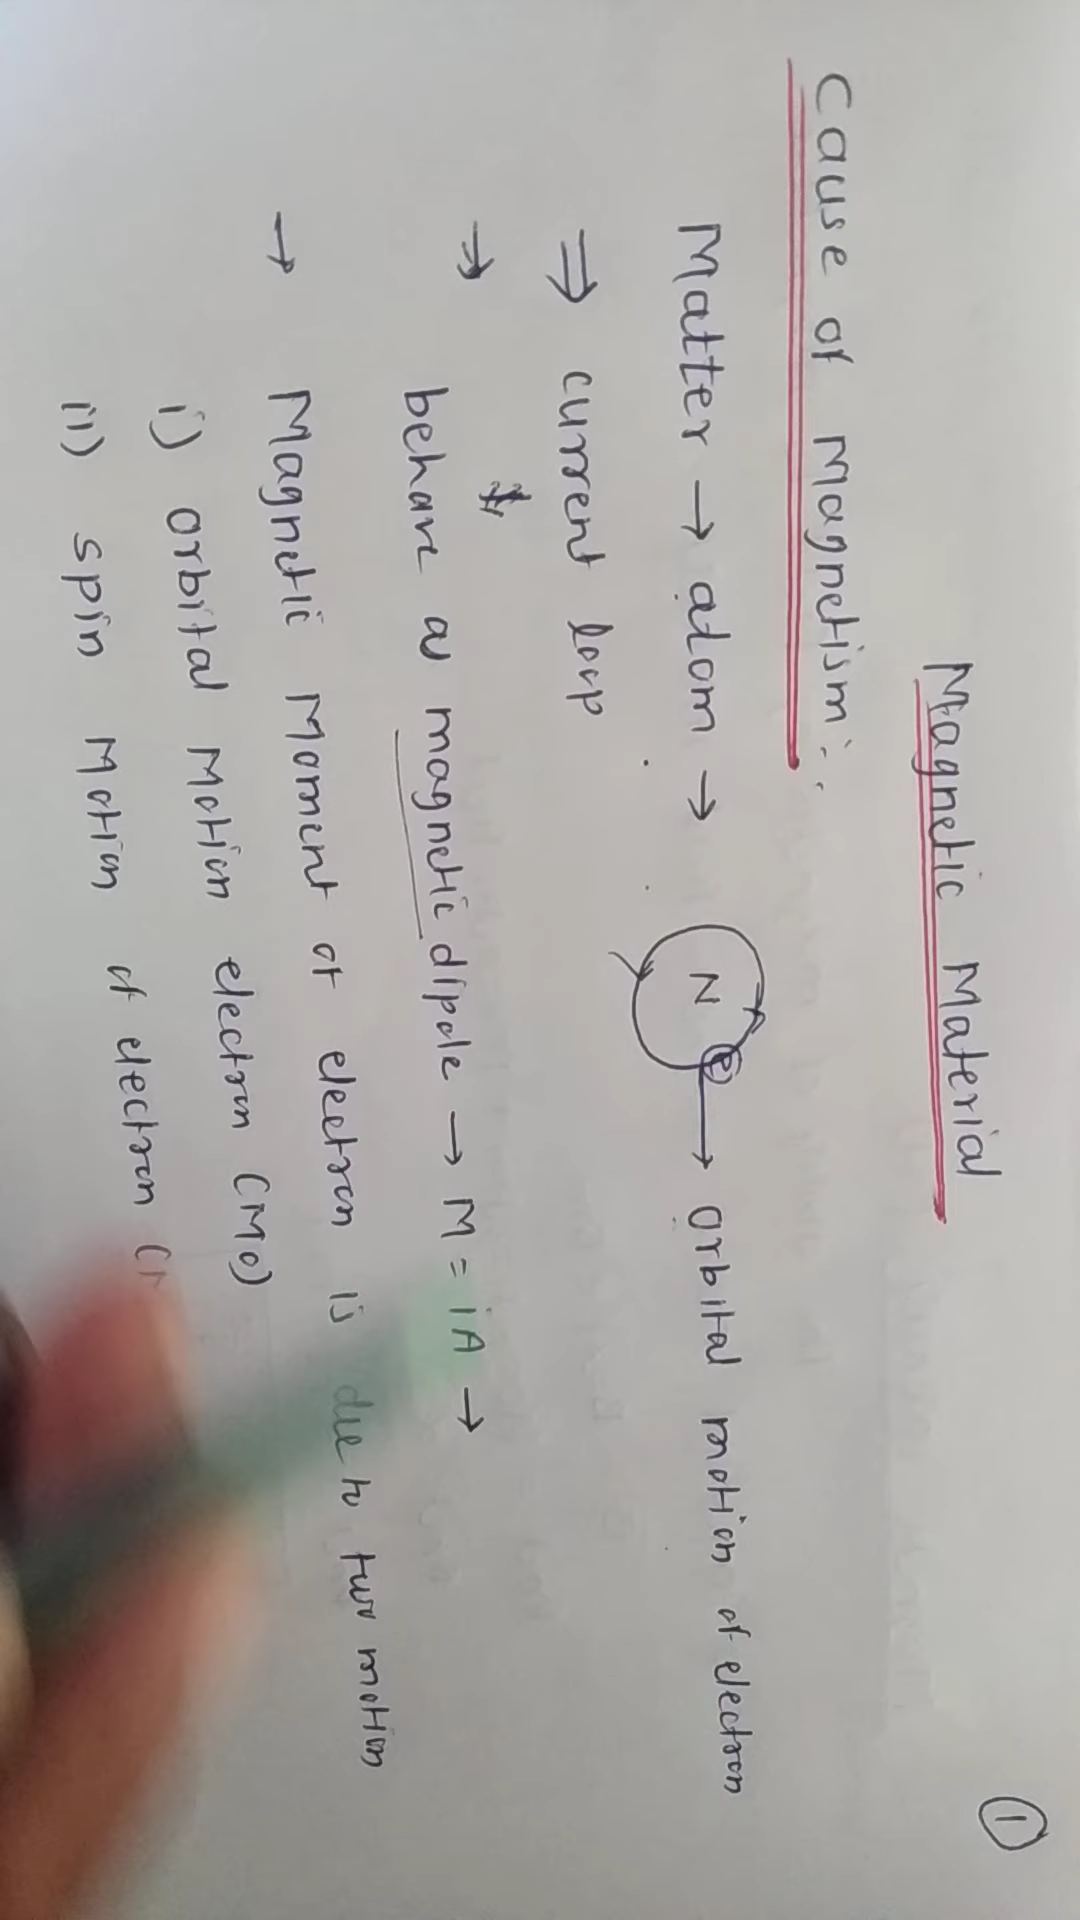 ①
Magnetic Material
Cause of Magnetism:
Matter → atom → N e → orbital motion of electron
⇒ current loop
→ behave as magnetic dipole → M = iA →
→ Magnetic Moment of electron is due to two motion
i) orbital Motion electron (Mo)
ii) spin Motion of electron (